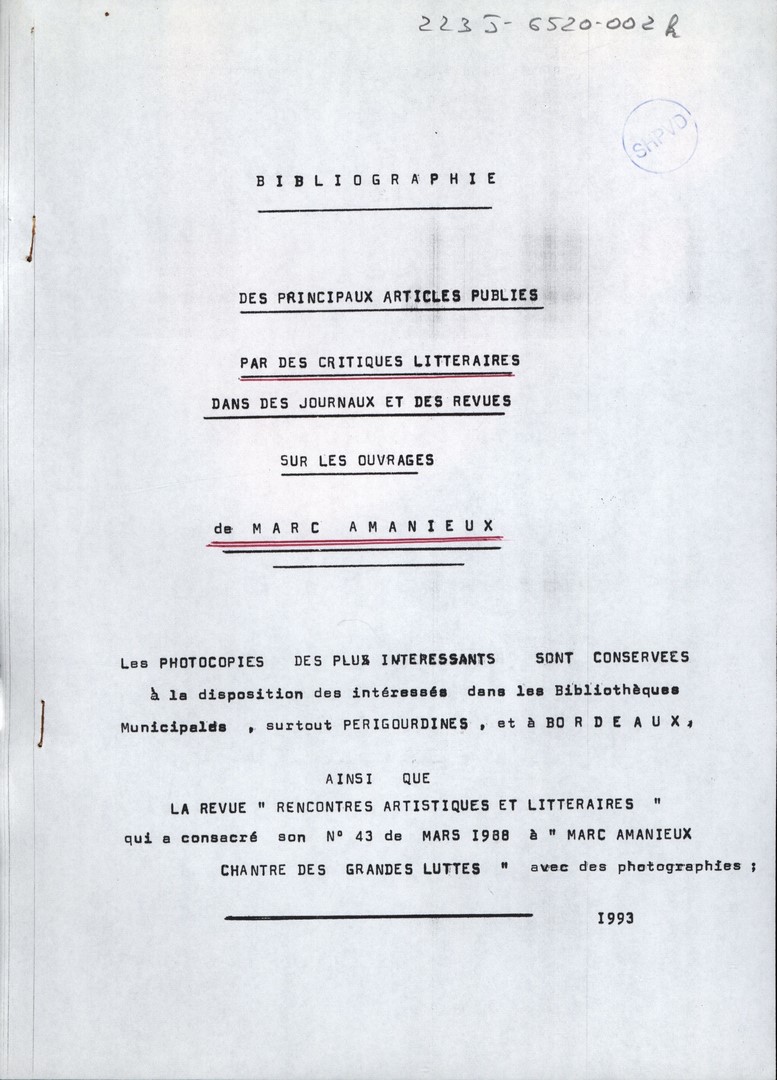 223 J- 6520-002 h
ShPVD
BIBLIOGRAPHIE
DES PRINCIPAUX ARTICLES PUBLIES
PAR DES CRITIQUES LITTERAIRES
DANS DES JOURNAUX ET DES REVUES
SUR LES OUVRAGES
de MARC AMANIEUX
Les PHOTOCOPIES DES PLUS INTERESSANTS SONT CONSERVEES
à la disposition des intéressés dans les Bibliothèques
Municipalds , surtout PERIGOURDINES , et à BORDEAUX,
AINSI QUE
LA REVUE " RENCONTRES ARTISTIQUES ET LITTERAIRES "
qui a consacré son N° 43 de MARS I988 à " MARC AMANIEUX
CHANTRE DES GRANDES LUTTES " avec des photographies ;
I993